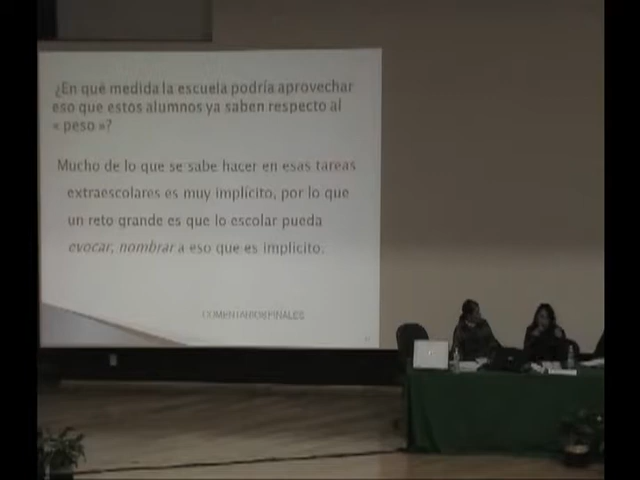 ¿En qué medida la escuela podría aprovechar
eso que estos alumnos ya saben respecto al
« peso »?
Mucho de lo que se sabe hacer en esas tareas
extraescolares es muy implícito, por lo que
un reto grande es que lo escolar pueda
evocar, nombrar a eso que es implícito.
COMENTARIOS FINALES